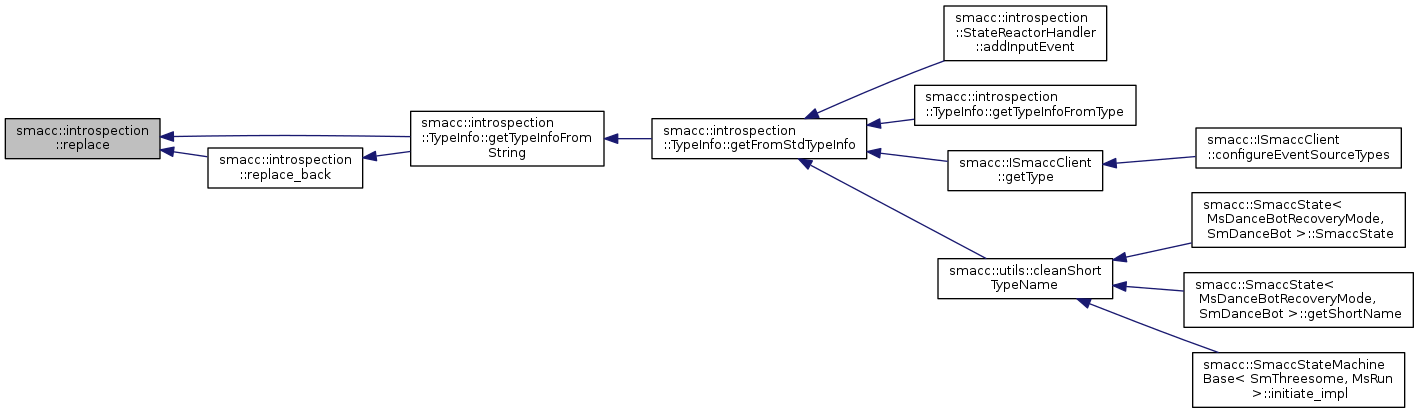 smacc::introspection
::replace
smacc::introspection
::replace_back
smacc::introspection
::TypeInfo::getTypeInfoFrom
String
smacc::introspection
::TypeInfo::getFromStdTypeInfo
smacc::introspection
::StateReactorHandler
::addInputEvent
smacc::introspection
::TypeInfo::getTypeInfoFromType
smacc::ISmaccClient
::getType
smacc::utils::cleanShort
TypeName
smacc::ISmaccClient
::configureEventSourceTypes
smacc::SmaccState<
MsDanceBotRecoveryMode,
SmDanceBot >::SmaccState
smacc::SmaccState<
MsDanceBotRecoveryMode,
SmDanceBot >::getShortName
smacc::SmaccStateMachine
Base< SmThreesome, MsRun
>::initiate_impl